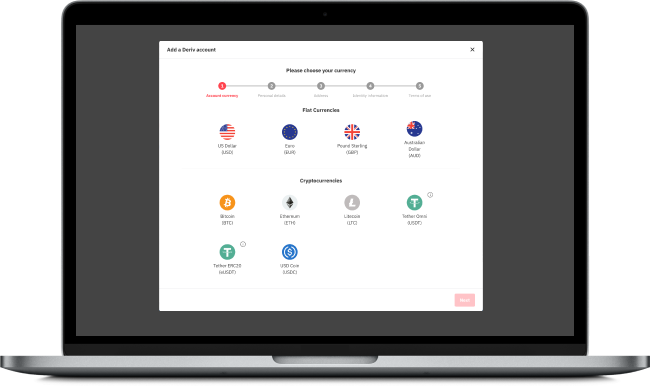 Add a Deriv account
Please choose your currency
1 2 3 4 5
Account currency Personal details Address Identity information Terms of use
Fiat Currencies
US Dollar
(USD)
Euro
(EUR)
Pound Sterling
(GBP)
Australian
Dollar
(AUD)
Cryptocurrencies
Bitcoin
(BTC)
Ethereum
(ETH)
Litecoin
(LTC)
Tether Omni
(USDT)
Tether ERC20
(eUSDT)
USD Coin
(USDC)
Next